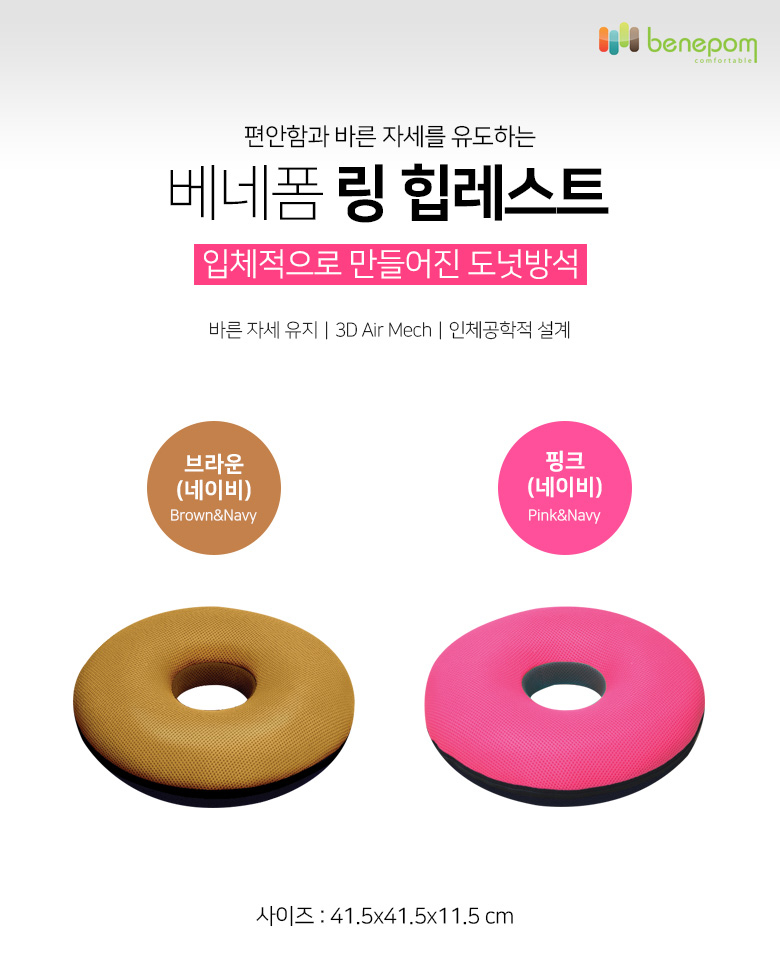 benepom
comfortable
편안함과 바른 자세를 유도하는
베네폼 링 힙레스트
입체적으로 만들어진 도넛방석
바른 자세 유지 | 3D Air Mech | 인체공학적 설계
브라운
(네이비)
Brown&Navy
핑크
(네이비)
Pink&Navy
사이즈 : 41.5x41.5x11.5 cm